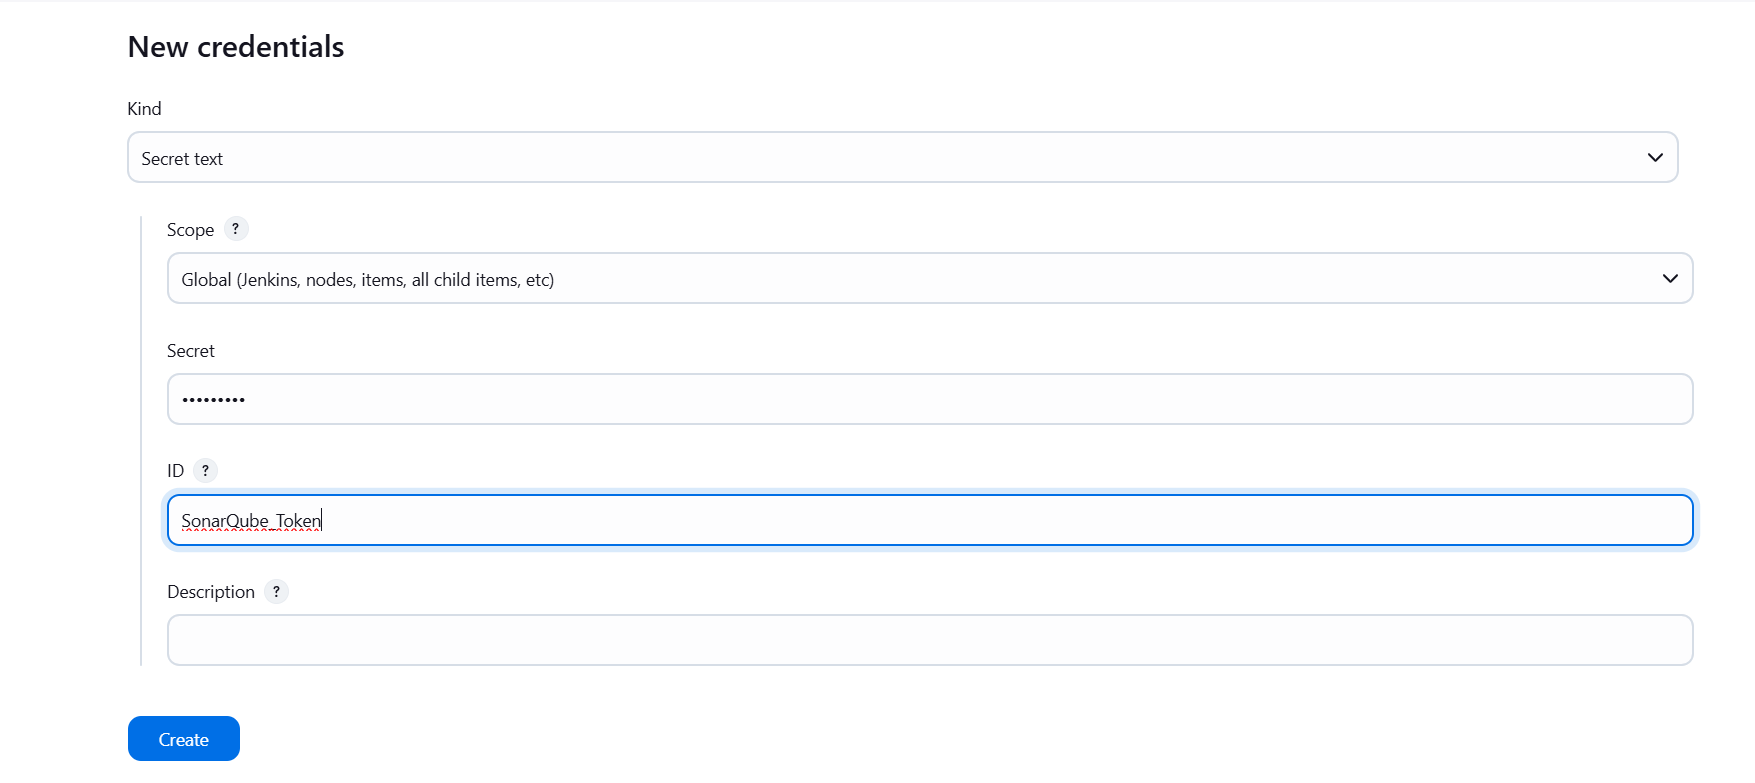 New credentials
Kind
Secret text
Scope ?
Global (Jenkins, nodes, items, all child items, etc)
Secret
•••••••••
ID ?
SonarQube_Token
Description ?
Create